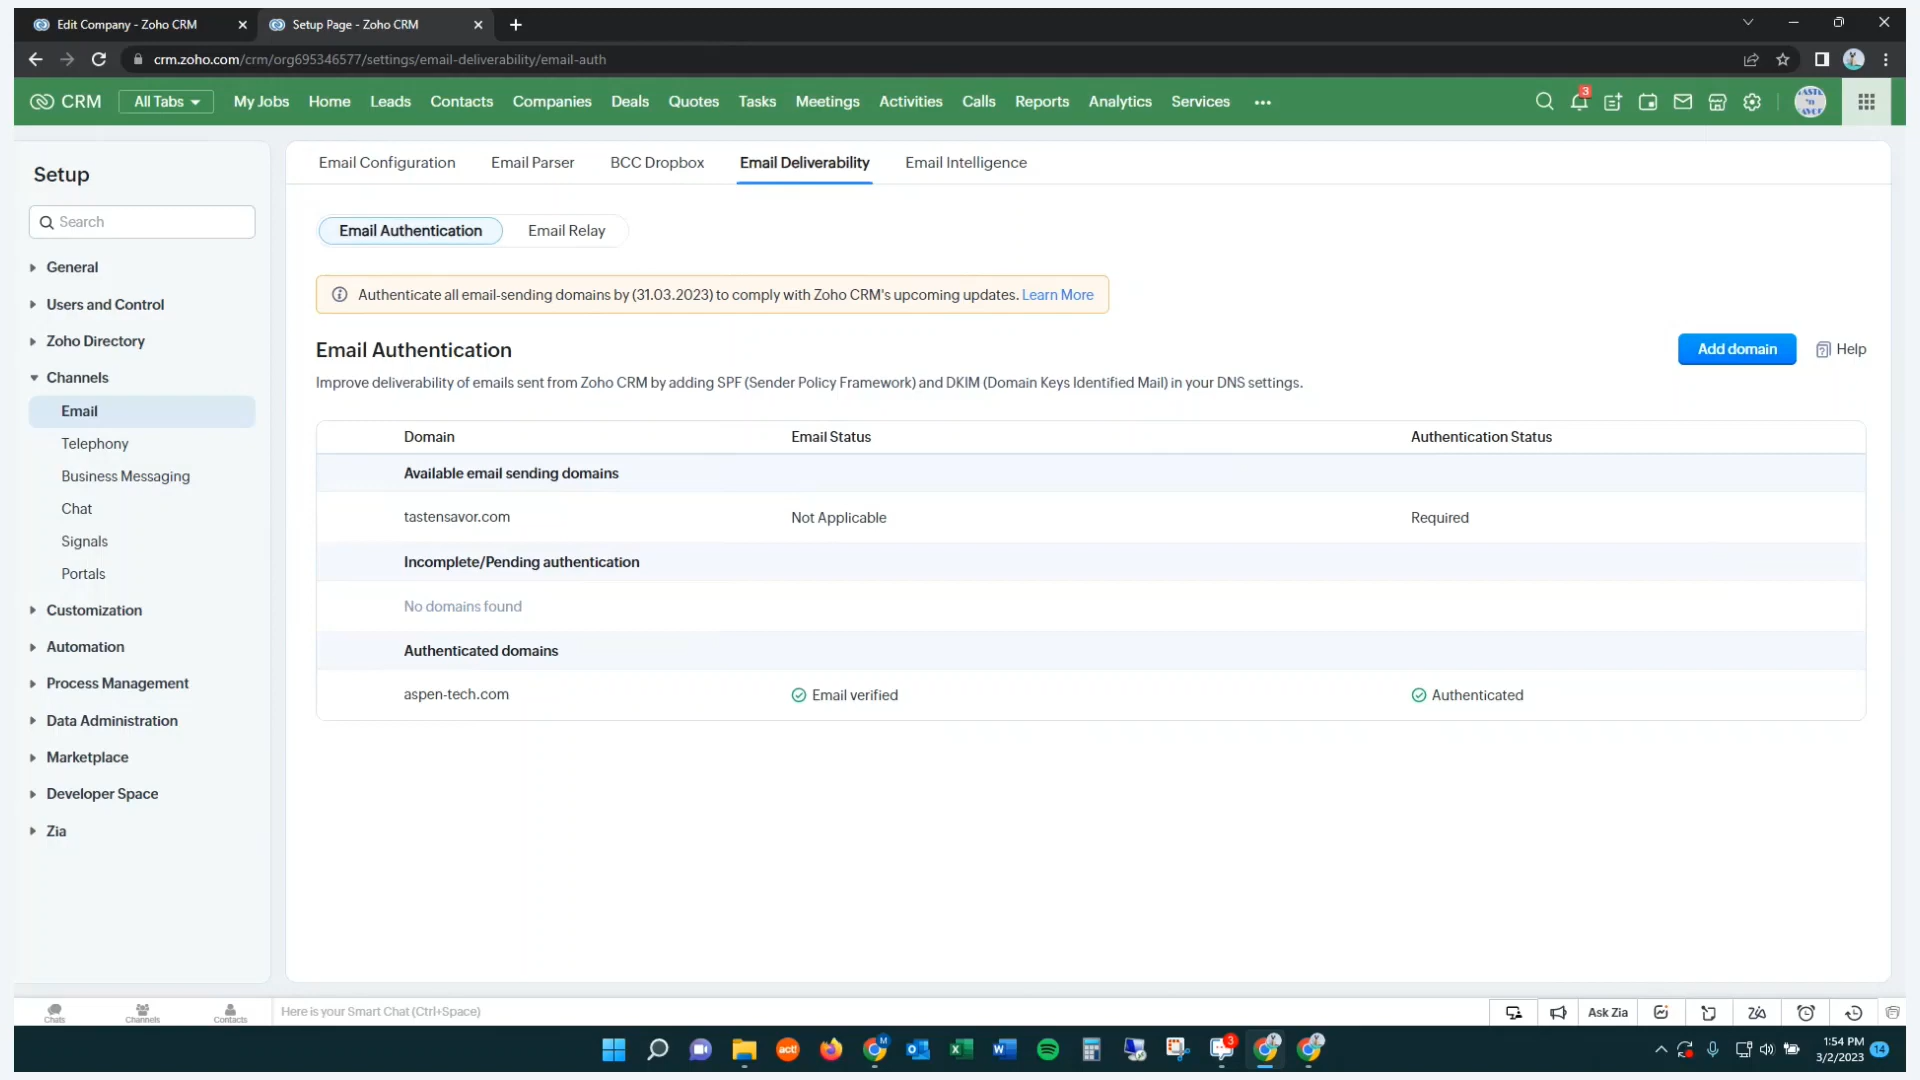 Edit Company - Zoho CRM
Setup Page - Zoho CRM
crm.zoho.com/crm/org695346577/settings/email-deliverability/email-auth
CRM
All Tabs
My Jobs
Home
Leads
Contacts
Companies
Deals
Quotes
Tasks
Meetings
Activities
Calls
Reports
Analytics
Services
3
Setup
Search
General
Users and Control
Zoho Directory
Channels
Email
Telephony
Business Messaging
Chat
Signals
Portals
Customization
Automation
Process Management
Data Administration
Marketplace
Developer Space
Zia
Email Configuration
Email Parser
BCC Dropbox
Email Deliverability
Email Intelligence
Email Authentication
Email Relay
Authenticate all email-sending domains by (31.03.2023) to comply with Zoho CRM's upcoming updates. Learn More
Email Authentication
Add domain
Help
Improve deliverability of emails sent from Zoho CRM by adding SPF (Sender Policy Framework) and DKIM (Domain Keys Identified Mail) in your DNS settings.
Domain
Email Status
Authentication Status
Available email sending domains
tastensavor.com
Not Applicable
Required
Incomplete/Pending authentication
No domains found
Authenticated domains
aspen-tech.com
Email verified
Authenticated
Chats
Channels
Contacts
Here is your Smart Chat (Ctrl+Space)
Ask Zia
act!
M
3
1:54 PM
3/2/2023
14